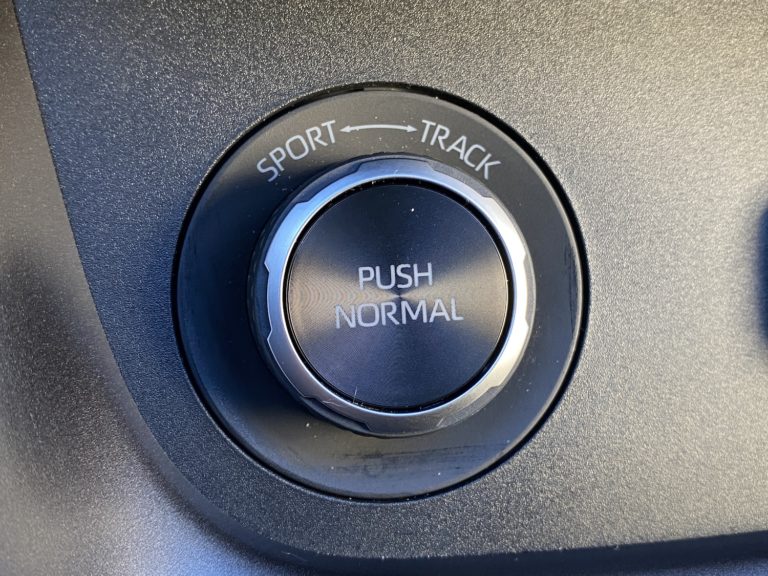 SPORT ↔ TRACK
PUSH
NORMAL